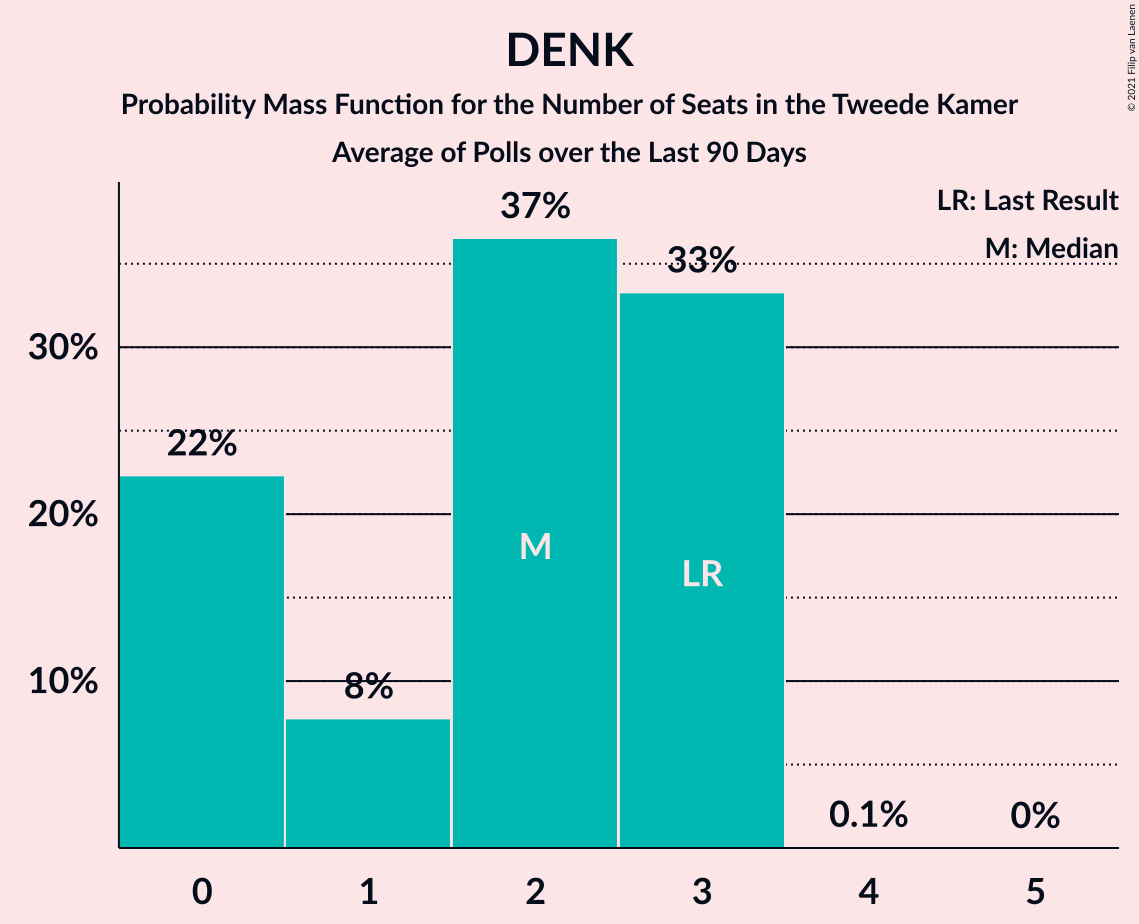 DENK
Probability Mass Function for the Number of Seats in the Tweede Kamer
Average of Polls over the Last 90 Days
© 2021 Filip van Laenen
LR: Last Result
M: Median
37%
33%
22%
8%
0.1%
0%
M
LR
30%
20%
10%
0 1 2 3 4 5